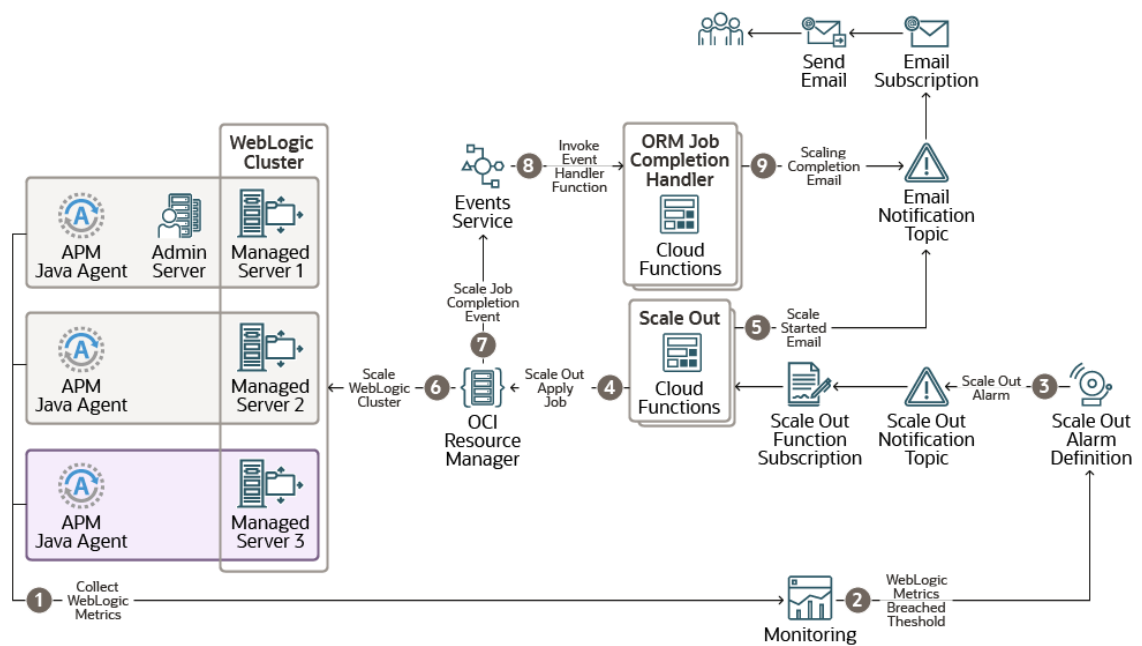 Send
Email
Email
Subscription
WebLogic
Cluster
8
Invoke
Event
Handler
Function
ORM Job
Completion
Handler
9
Scaling
Completion
Email
Events
Service
Cloud
Functions
Email
Notification
Topic
A
APM
Java Agent
Admin
Server
Managed
Server 1
Scale Job
Completion
Event
7
Scale Out
Cloud
Functions
5
Scale
Started
Email
A
APM
Java Agent
Managed
Server 2
Scale
WebLogic
Cluster
6
OCI
Resource
Manager
Scale Out
Apply
Job
4
Scale Out
Function
Subscription
Scale Out
Notification
Topic
Scale Out
Alarm
3
Scale Out
Alarm
Definition
A
APM
Java Agent
Managed
Server 3
1
Collect
WebLogic
Metrics
Monitoring
2
WebLogic
Metrics
Breached
Theshold